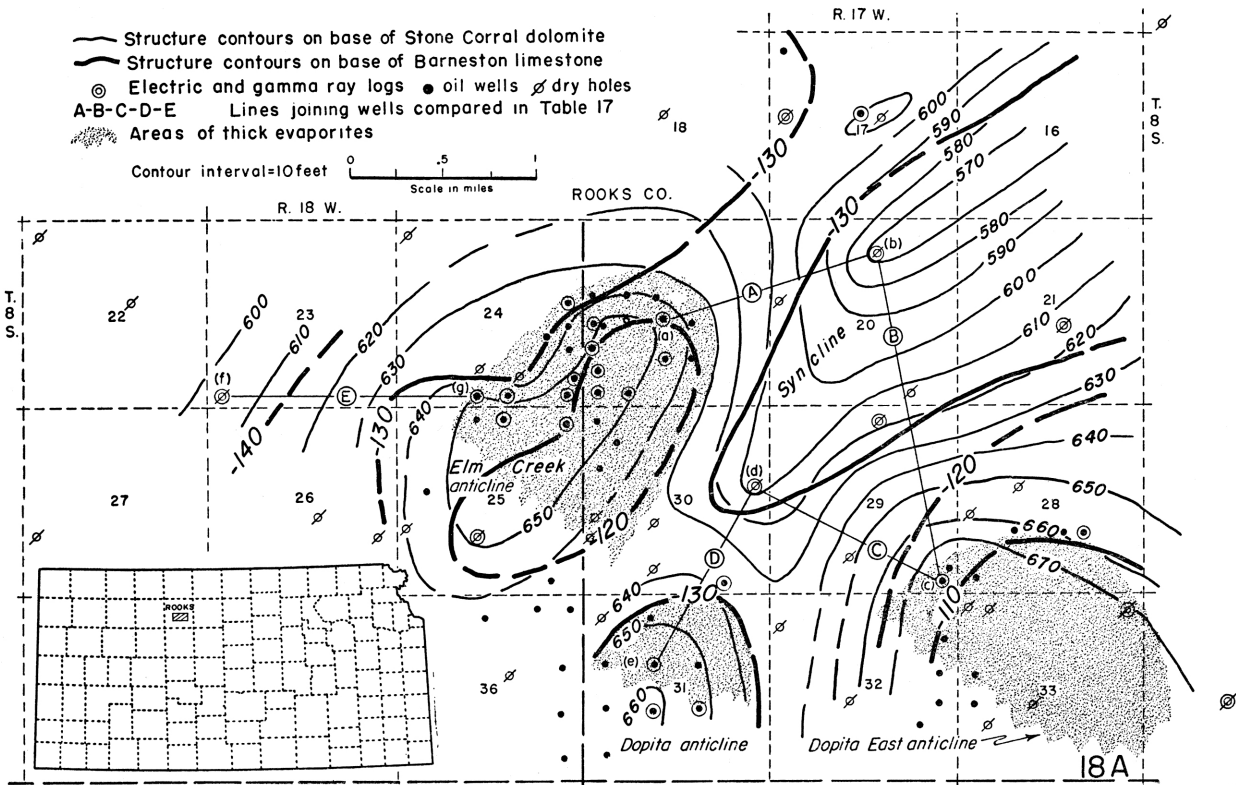 R. 17 W.
Structure contours on base of Stone Corral dolomite
Structure contours on base of Barneston limestone
Electric and gamma ray logs oil wells dry holes
A-B-C-D-E Lines joining wells compared in Table 17
Areas of thick evaporites
Contour interval=10 feet
0 .5 1
Scale in miles
ROOKS CO.
R. 18 W.
T.
8
S.
T.
8
S.
18
17
16
600
590
580
570
-130
-130
580
590
600
610
620
630
640
650
660
670
(b)
A
B
20
21
22
23
24
600
610
620
630
640
(a)
(f)
E
(g)
-140
-130
Syncline
Elm Creek
anticline
25
650
-120
27
26
30
(d)
29
28
-120
C
D
(c)
-110
640
-130
650
(e)
660
31
32
33
36
ROOKS
Dopita anticline
Dopita East anticline
18A